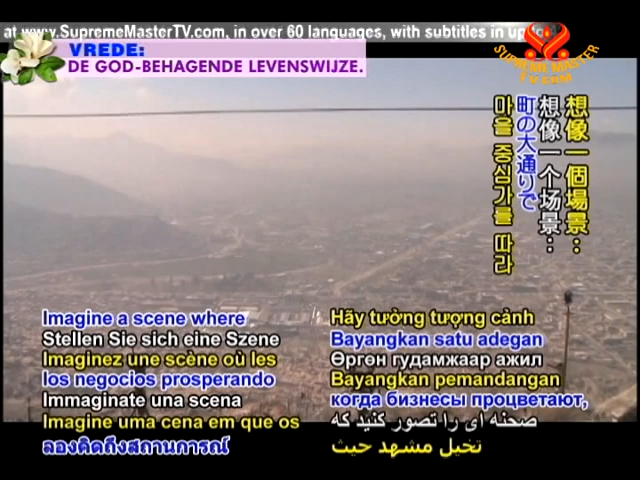 at www.SupremeMasterTV.com, in over 60 languages, with subtitles in up to
VREDE:
DE GOD-BEHAGENDE LEVENSWIJZE.
SUPREME MASTER
TV.COM
想像一個場景：
想像一个场景：
町の大通りで
마을 중심가를 따라
Imagine a scene where
Stellen Sie sich eine Szene
Imaginez une scène où les
los negocios prosperando
Immaginate una scena
Imagine uma cena em que os
ลองคิดถึงสถานการณ์
Hãy tưởng tượng cảnh
Bayangkan satu adegan
Өргөн гудамжаар ажил
Bayangkan pemandangan
когда бизнесы процветают,
صحنه ای را تصور کنید که
تخيل مشهد حيث